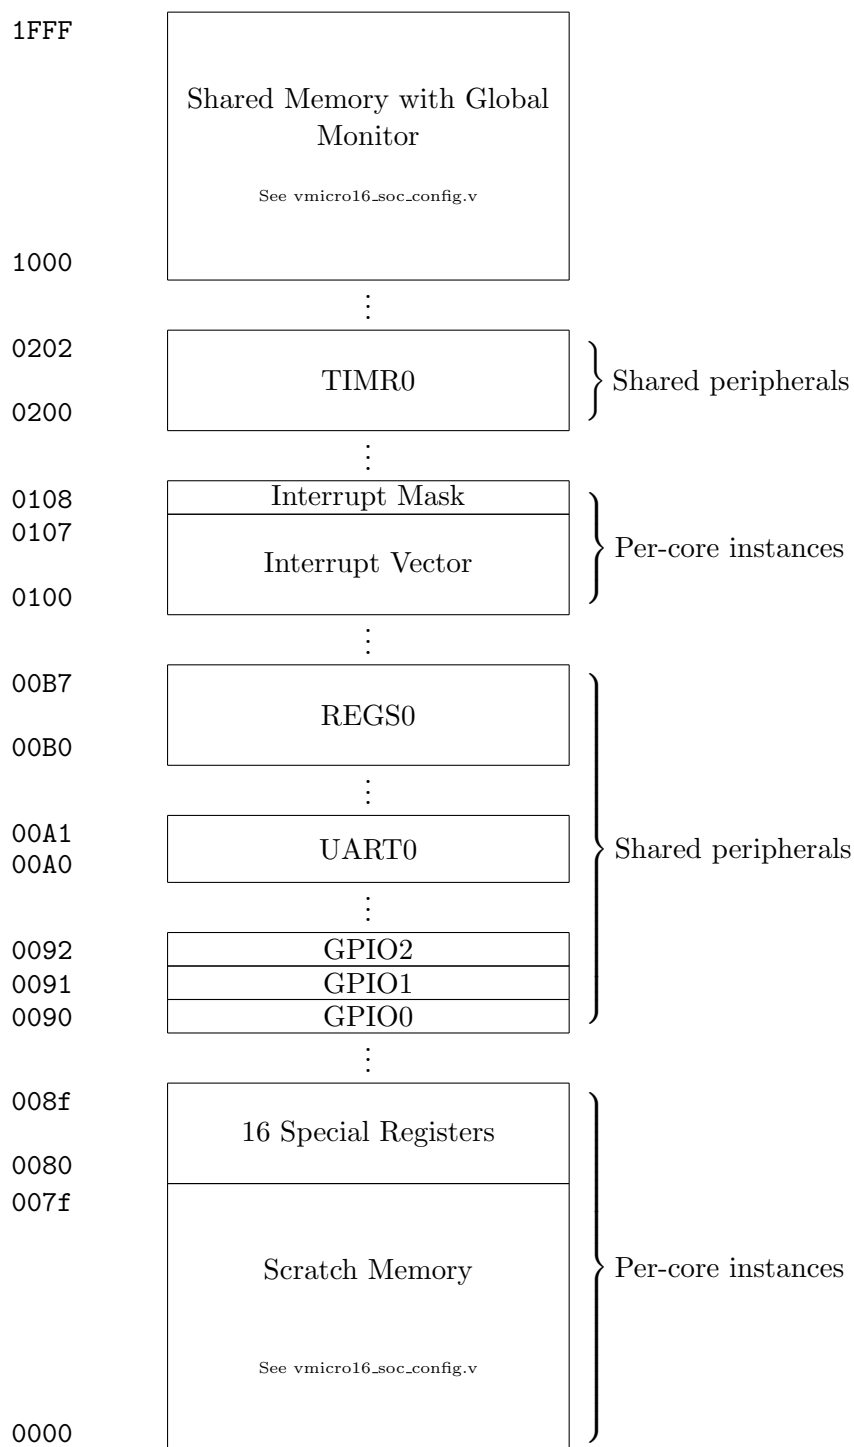 1FFF
Shared Memory with Global
Monitor
See vmicro16_soc_config.v
1000
⋮
0202
TIMR0
Shared peripherals
0200
⋮
0108
Interrupt Mask
0107
Interrupt Vector
Per-core instances
0100
⋮
00B7
REGS0
00B0
⋮
00A1
UART0
Shared peripherals
00A0
⋮
0092
GPIO2
0091
GPIO1
0090
GPIO0
⋮
008f
16 Special Registers
0080
007f
Scratch Memory
Per-core instances
See vmicro16_soc_config.v
0000